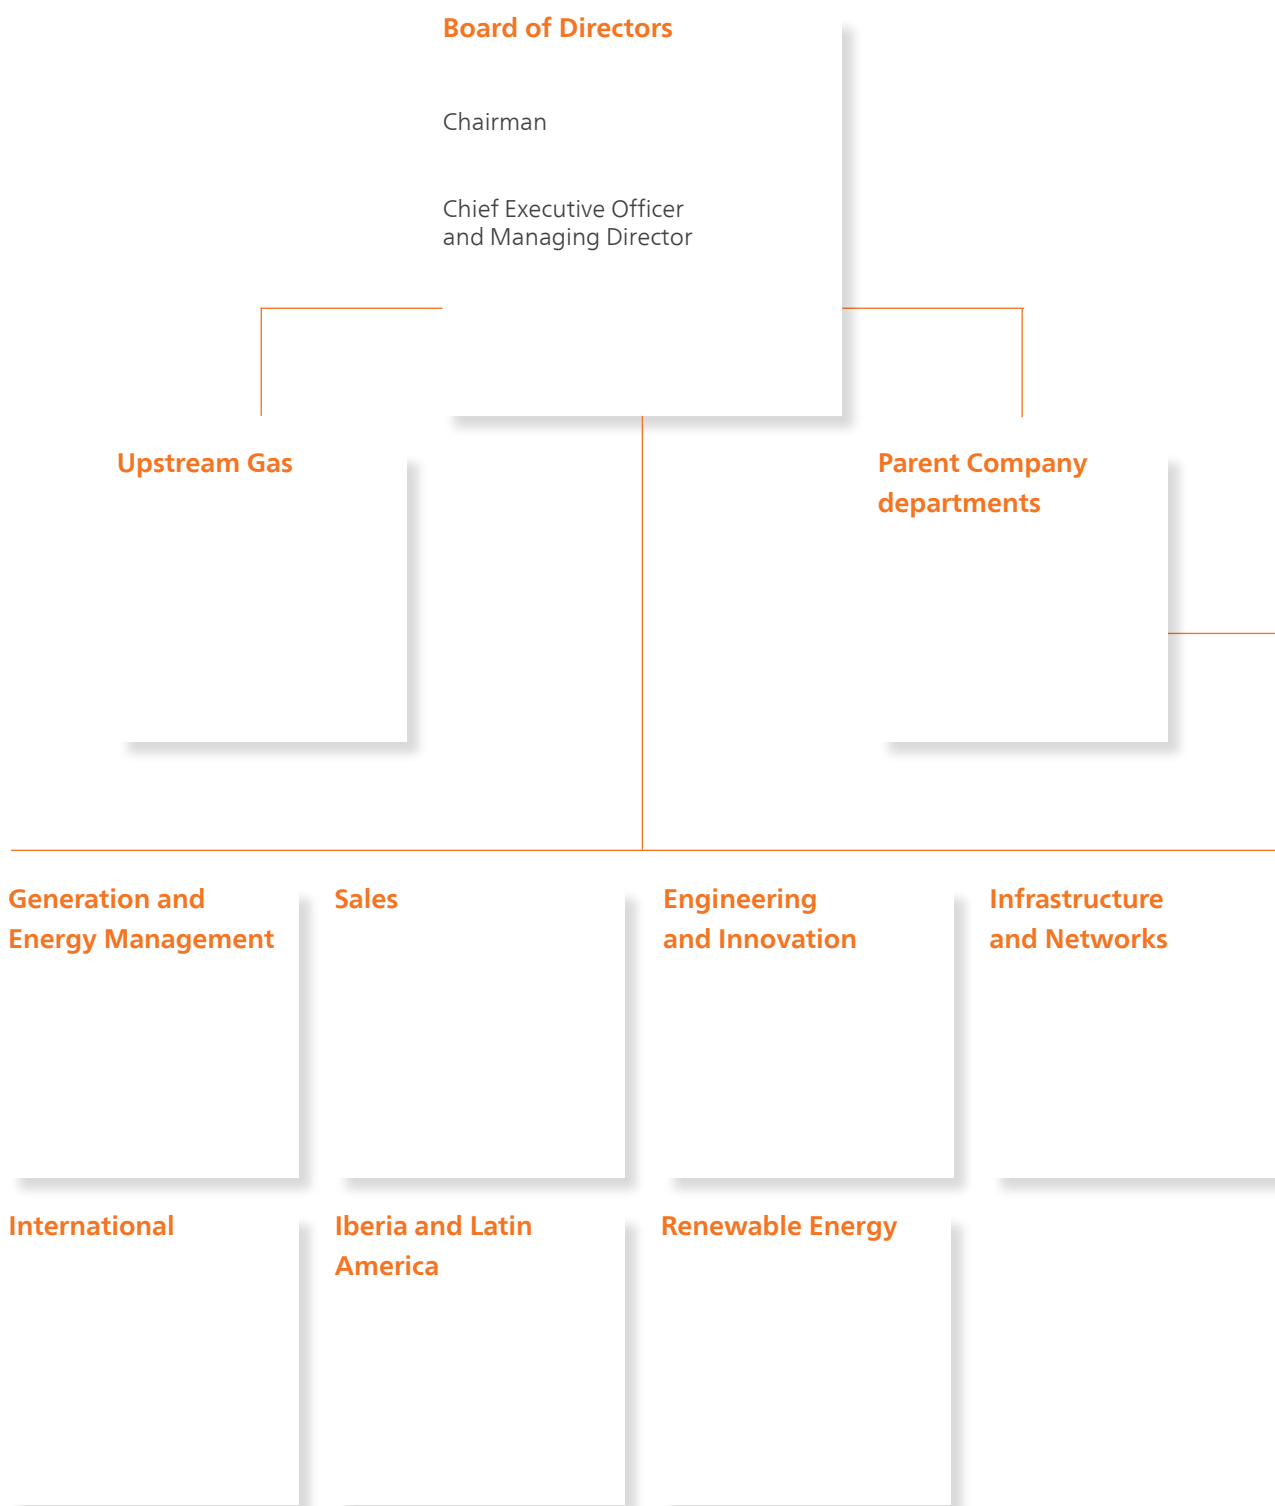 Board of Directors
Chairman
Chief Executive Officer
and Managing Director
Upstream Gas
Parent Company
departments
Generation and
Energy Management
Sales
Engineering
and Innovation
Infrastructure
and Networks
International
Iberia and Latin
America
Renewable Energy